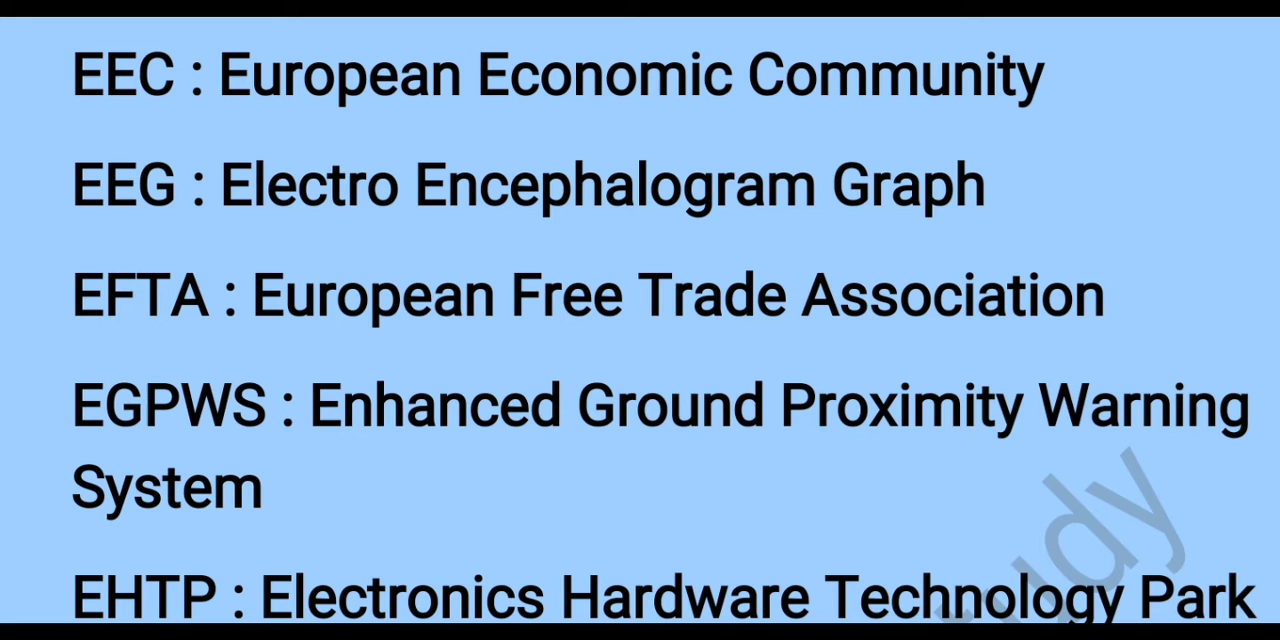 EEC : European Economic Community
EEG : Electro Encephalogram Graph
EFTA : European Free Trade Association
EGPWS : Enhanced Ground Proximity Warning
System
EHTP : Electronics Hardware Technology Park